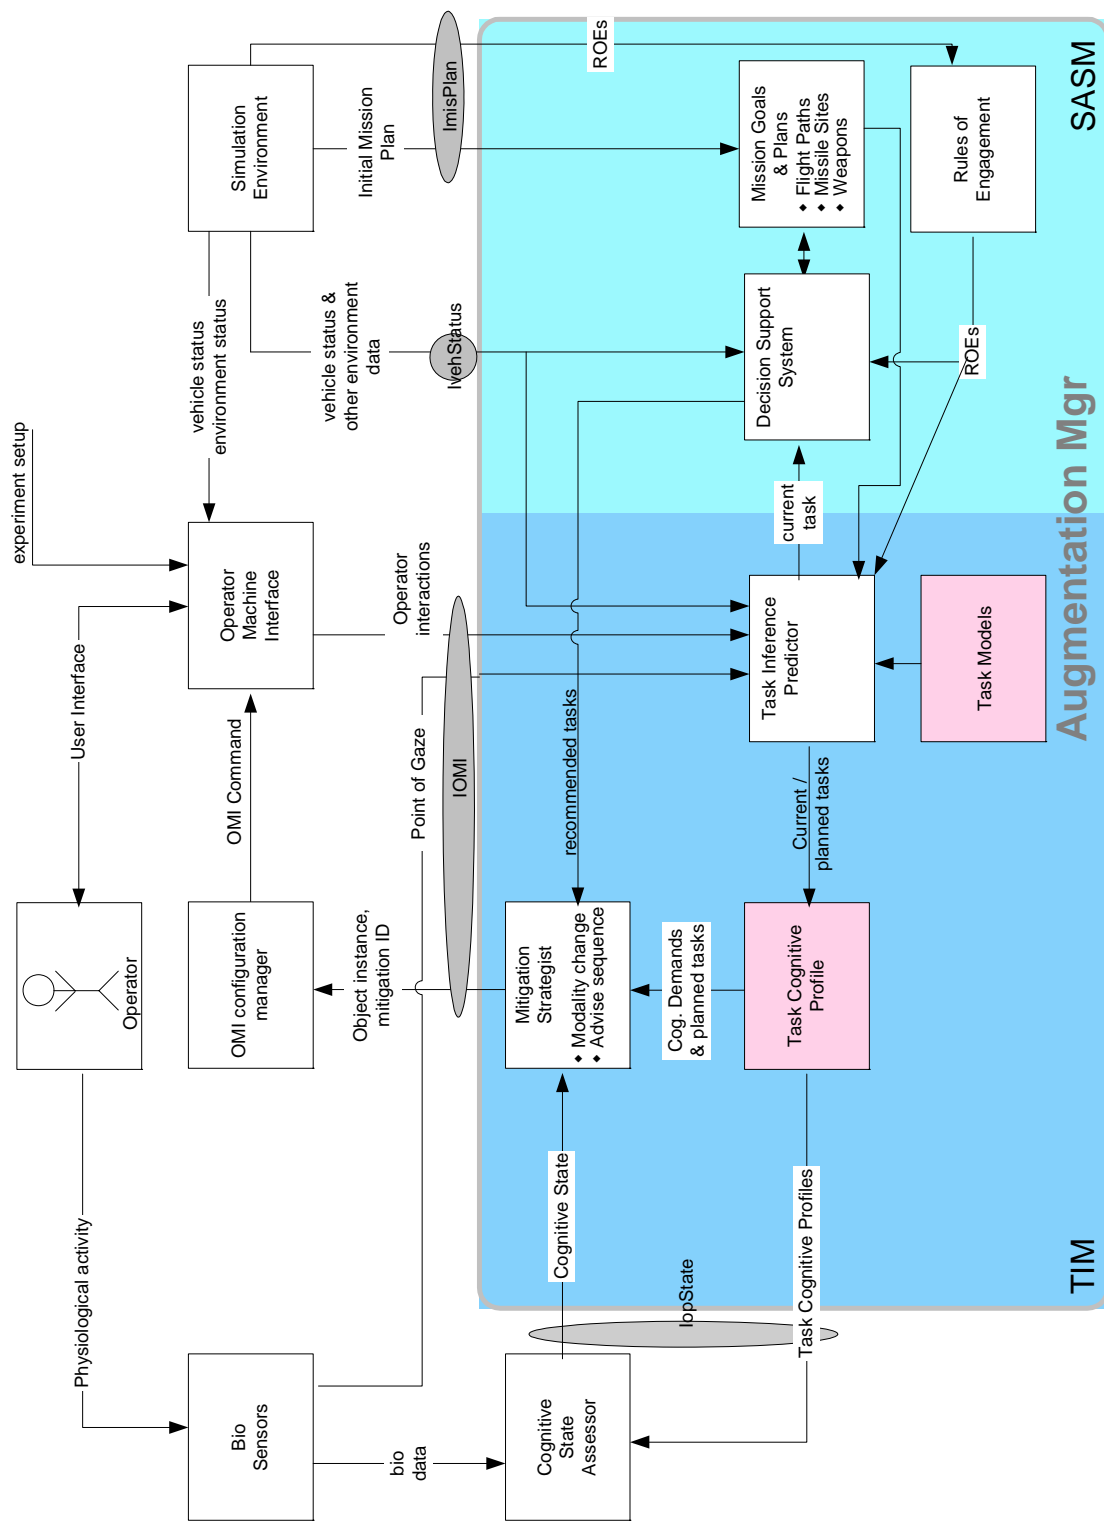 Operator
User Interface
experiment setup
Physiological activity
Bio
Sensors
OMI configuration
manager
OMI Command
Operator
Machine
Interface
vehicle status
environment status
Simulation
Environment
bio
data
Object instance,
mitigation ID
Point of Gaze
Operator
interactions
vehicle status &
other environment
data
Initial Mission
Plan
IOMI
IvehStatus
ImisPlan
ROEs
Cognitive
State
Assessor
Cognitive State
IopState
Mitigation
Strategist
◆ Modality change
◆ Advise sequence
recommended tasks
Cog. Demands
& planned tasks
Task Cognitive Profiles
Task Cognitive
Profile
Current /
planned tasks
Task Inference
Predictor
current
task
Decision Support
System
Mission Goals
& Plans
◆ Flight Paths
◆ Missile Sites
◆ Weapons
Task Models
ROEs
Rules of
Engagement
TIM
Augmentation Mgr
SASM